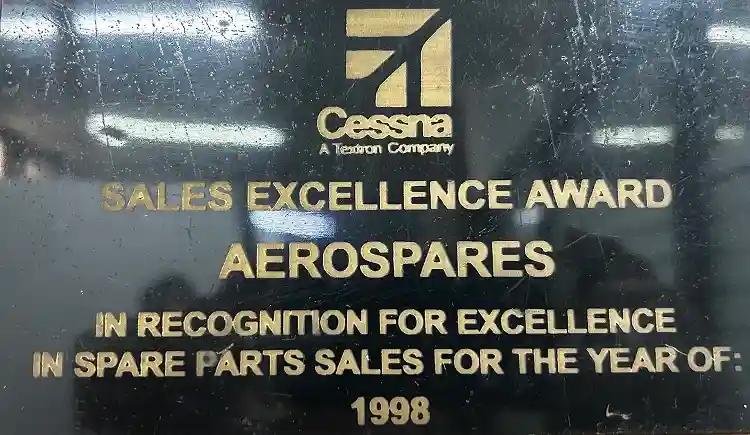 Cessna
A Textron Company
SALES EXCELLENCE AWARD
AEROSPARES
IN RECOGNITION FOR EXCELLENCE
IN SPARE PARTS SALES FOR THE YEAR OF:
1998